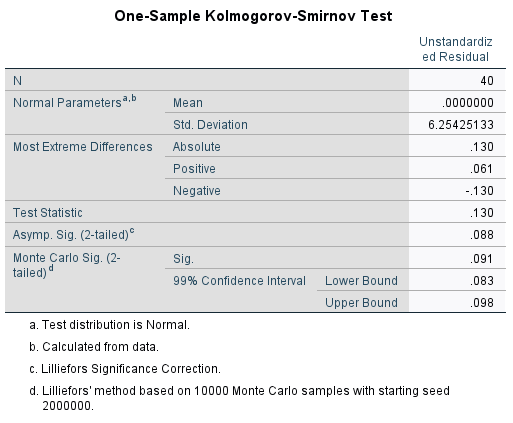 One-Sample Kolmogorov-Smirnov Test
Unstandardiz
ed Residual
N 40
Normal Parametersa,b Mean .0000000
Std. Deviation 6.25425133
Most Extreme Differences Absolute .130
Positive .061
Negative -.130
Test Statistic .130
Asymp. Sig. (2-tailed)c .088
Monte Carlo Sig. (2-
tailed)d Sig. .091
99% Confidence Interval Lower Bound .083
Upper Bound .098
a. Test distribution is Normal.
b. Calculated from data.
c. Lilliefors Significance Correction.
d. Lilliefors' method based on 10000 Monte Carlo samples with starting seed
2000000.